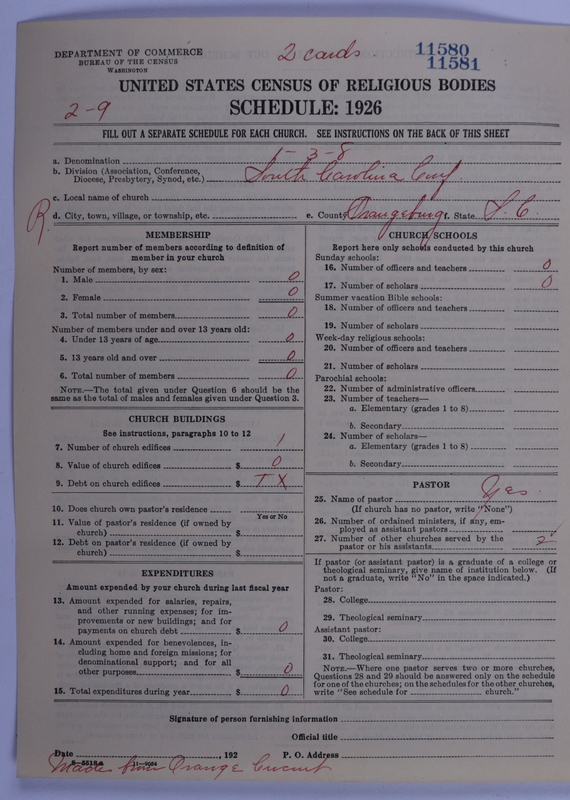 DEPARTMENT OF COMMERCE
BUREAU OF THE CENSUS
WASHINGTON
2 cards
11580
11581
UNITED STATES CENSUS OF RELIGIOUS BODIES
2-9
SCHEDULE: 1926
FILL OUT A SEPARATE SCHEDULE FOR EACH CHURCH. SEE INSTRUCTIONS ON THE BACK OF THIS SHEET
a. Denomination 1-3-8
b. Division (Association, Conference, Diocese, Presbytery, Synod, etc.) South Carolina Conf
c. Local name of church
R
d. City, town, village, or township, etc. e. County Orangeburg f. State S. C.
MEMBERSHIP
Report number of members according to definition of
member in your church
Number of members, by sex:
1. Male 0
2. Female 0
3. Total number of members 0
Number of members under and over 13 years old:
4. Under 13 years of age 0
5. 13 years old and over 0
6. Total number of members 0
NOTE.—The total given under Question 6 should be the
same as the total of males and females given under Question 3.
CHURCH BUILDINGS
See instructions, paragraphs 10 to 12
7. Number of church edifices 1
8. Value of church edifices $ 0
9. Debt on church edifices $ TX
10. Does church own pastor's residence
Yes or No
11. Value of pastor's residence (if owned by
church) $
12. Debt on pastor's residence (if owned by
church) $
EXPENDITURES
Amount expended by your church during last fiscal year
13. Amount expended for salaries, repairs,
and other running expenses; for im-
provements or new buildings; and for
payments on church debt $ 0
14. Amount expended for benevolences, in-
cluding home and foreign missions; for
denominational support; and for all
other purposes $ 0
15. Total expenditures during year $ 0
CHURCH SCHOOLS
Report here only schools conducted by this church
Sunday schools:
16. Number of officers and teachers 0
17. Number of scholars 0
Summer vacation Bible schools:
18. Number of officers and teachers
19. Number of scholars
Week-day religious schools:
20. Number of officers and teachers
21. Number of scholars
Parochial schools:
22. Number of administrative officers
23. Number of teachers—
a. Elementary (grades 1 to 8)
b. Secondary
24. Number of scholars—
a. Elementary (grades 1 to 8)
b. Secondary
PASTOR
25. Name of pastor Yes
(If church has no pastor, write "None")
26. Number of ordained ministers, if any, em-
ployed as assistant pastors
27. Number of other churches served by the
pastor or his assistants 2
If pastor (or assistant pastor) is a graduate of a college or
theological seminary, give name of institution below. (If
not a graduate, write "No" in the space indicated.)
Pastor:
28. College
29. Theological seminary
Assistant pastor:
30. College
31. Theological seminary
NOTE.—Where one pastor serves two or more churches,
Questions 28 and 29 should be answered only on the schedule
for one of the churches; on the schedules for the other churches,
write "See schedule for church."
Signature of person furnishing information
Official title
Date , 192 P. O. Address
Made from Orange Circuit